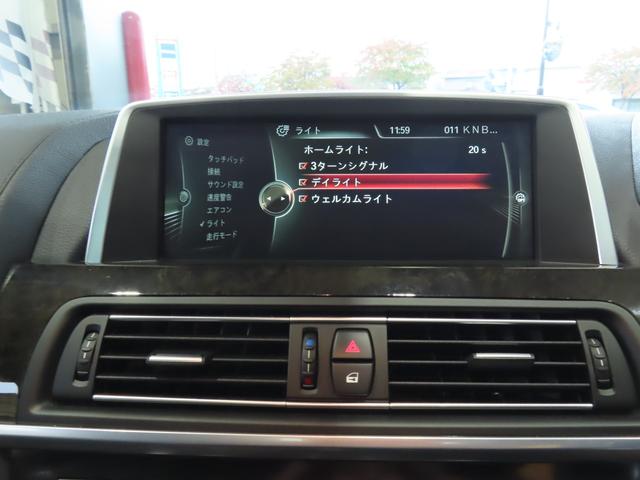 設定
タッチパッド
接続
サウンド設定
速度警告
エアコン
ライト
走行モード
ライト
11:59
011 KNB...
ホームライト: 20 s
3ターンシグナル
デイライト
ウェルカムライト